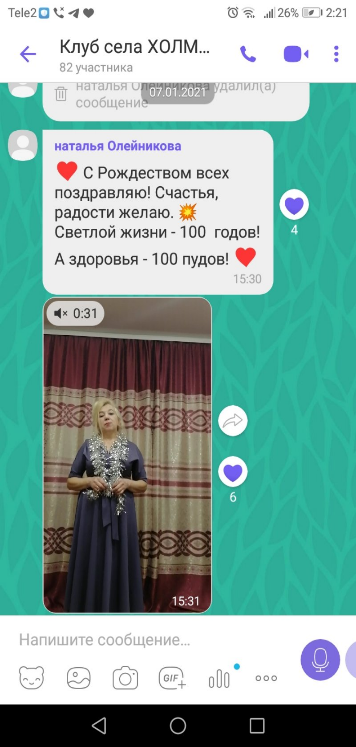 Tele2 26% 2:21
Клуб села ХОЛМ...
82 участника
наталья Олейникова удалил(а)
сообщение
07.01.2021
наталья Олейникова
С Рождеством всех
поздравляю! Счастья,
радости желаю.
Светлой жизни - 100 годов!
А здоровья - 100 пудов!
15:30
4
0:31
6
15:31
Напишите сообщение...
GIF